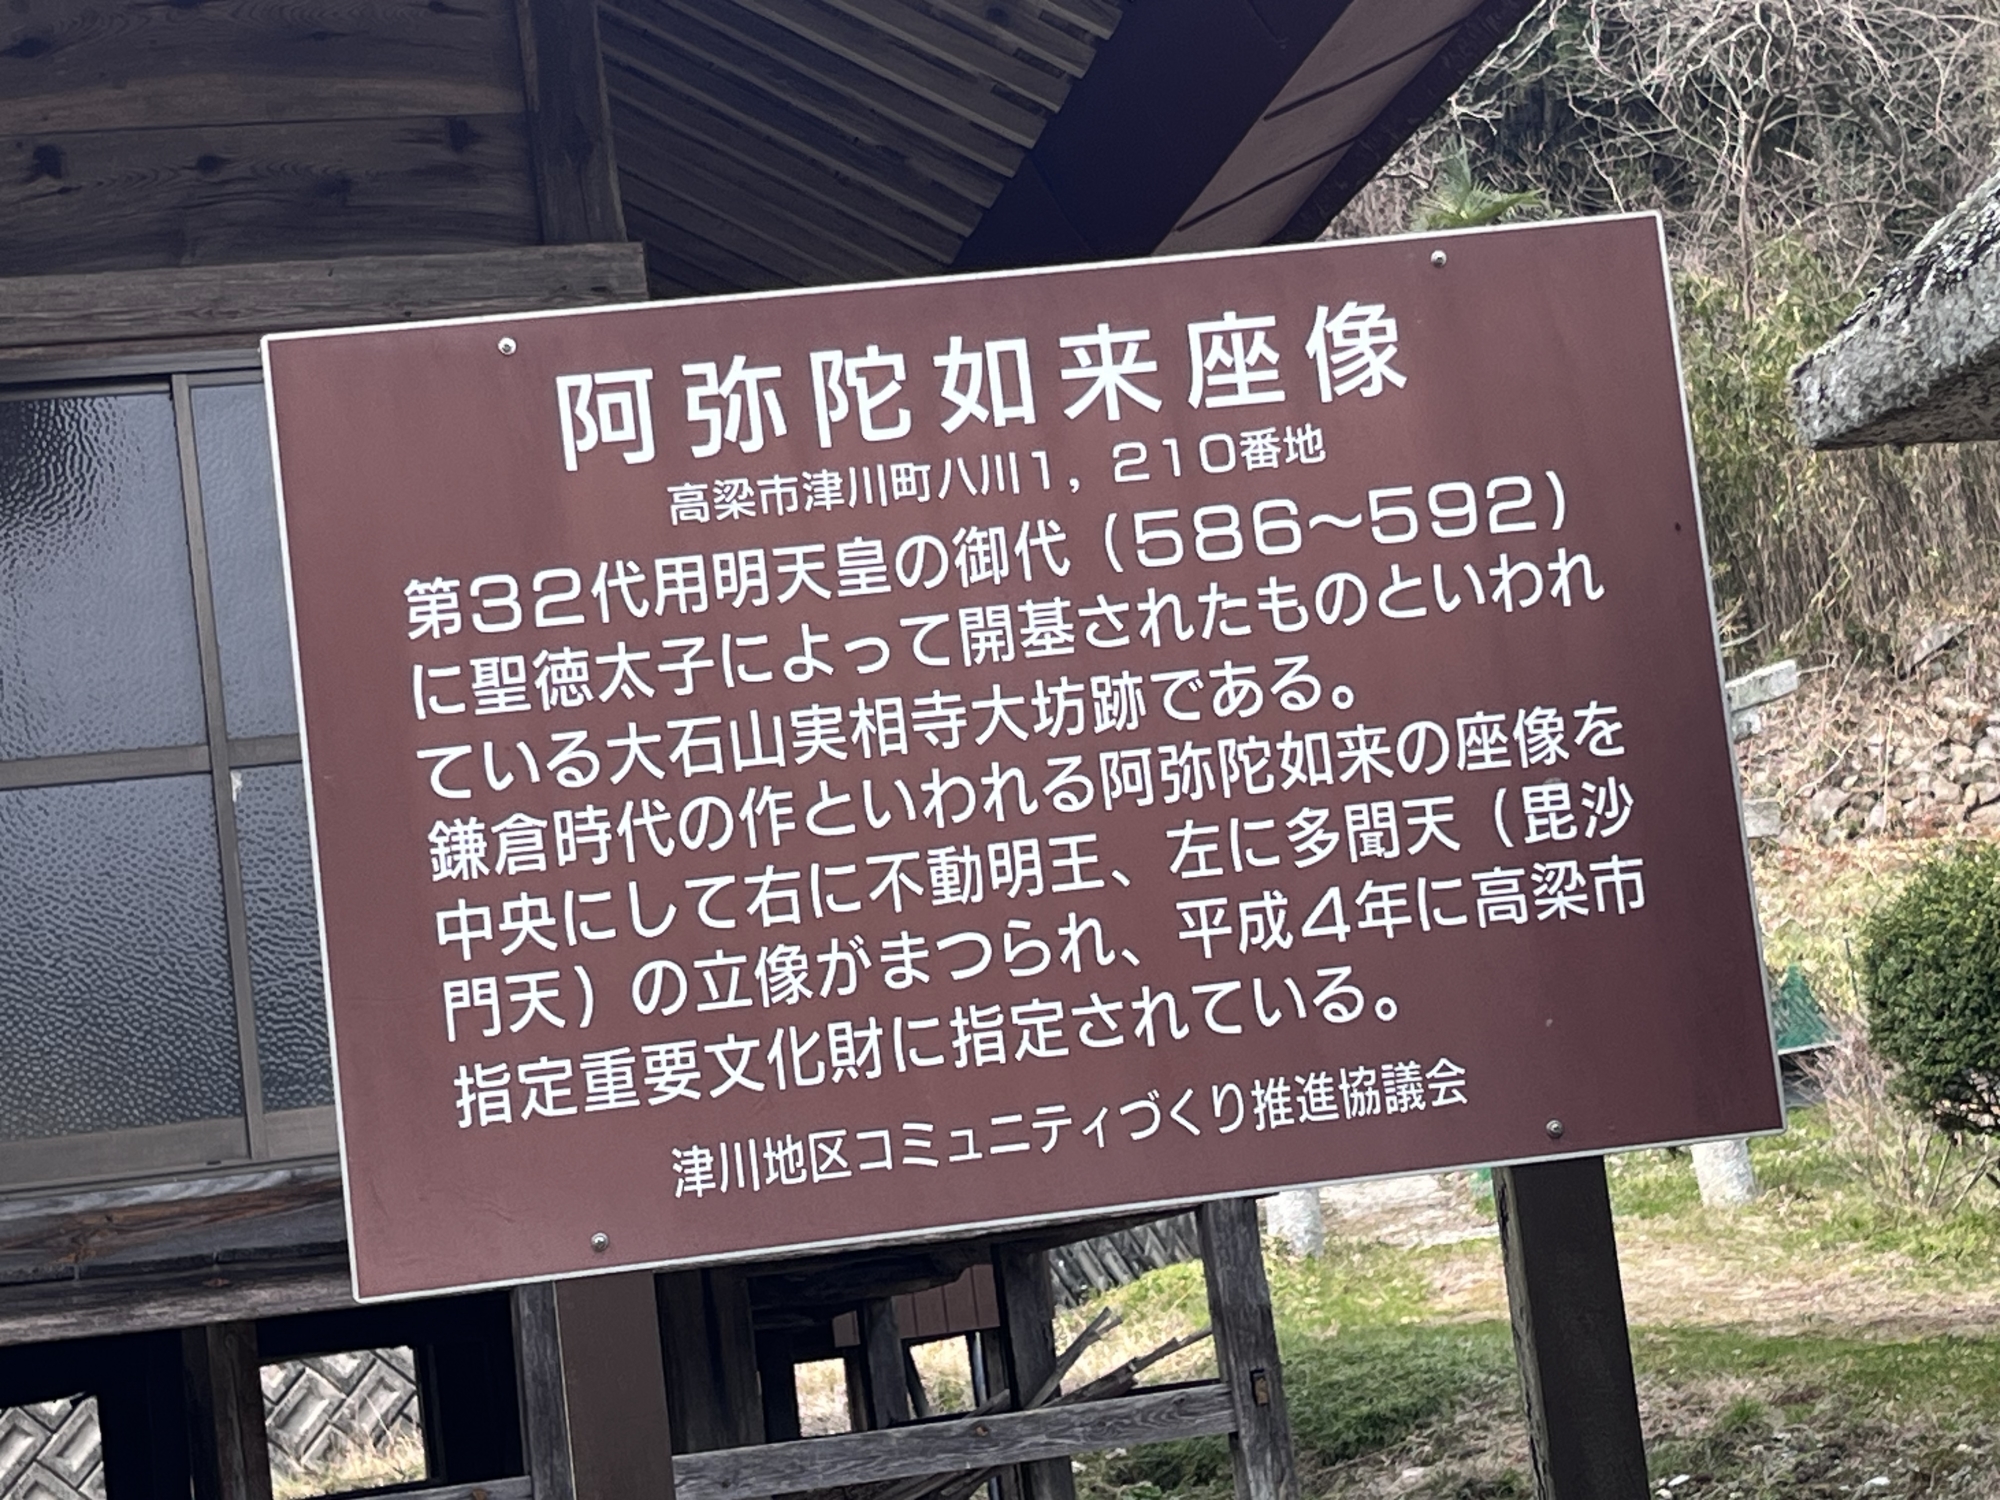 阿弥陀如来座像
高梁市津川町八川1，210番地
第32代用明天皇の御代（586～592）
に聖徳太子によって開基されたものといわれ
ている大石山実相寺大坊跡である。
鎌倉時代の作といわれる阿弥陀如来の座像を
中央にして右に不動明王、左に多聞天（毘沙
門天）の立像がまつられ、平成4年に高梁市
指定重要文化財に指定されている。
津川地区コミュニティづくり推進協議会